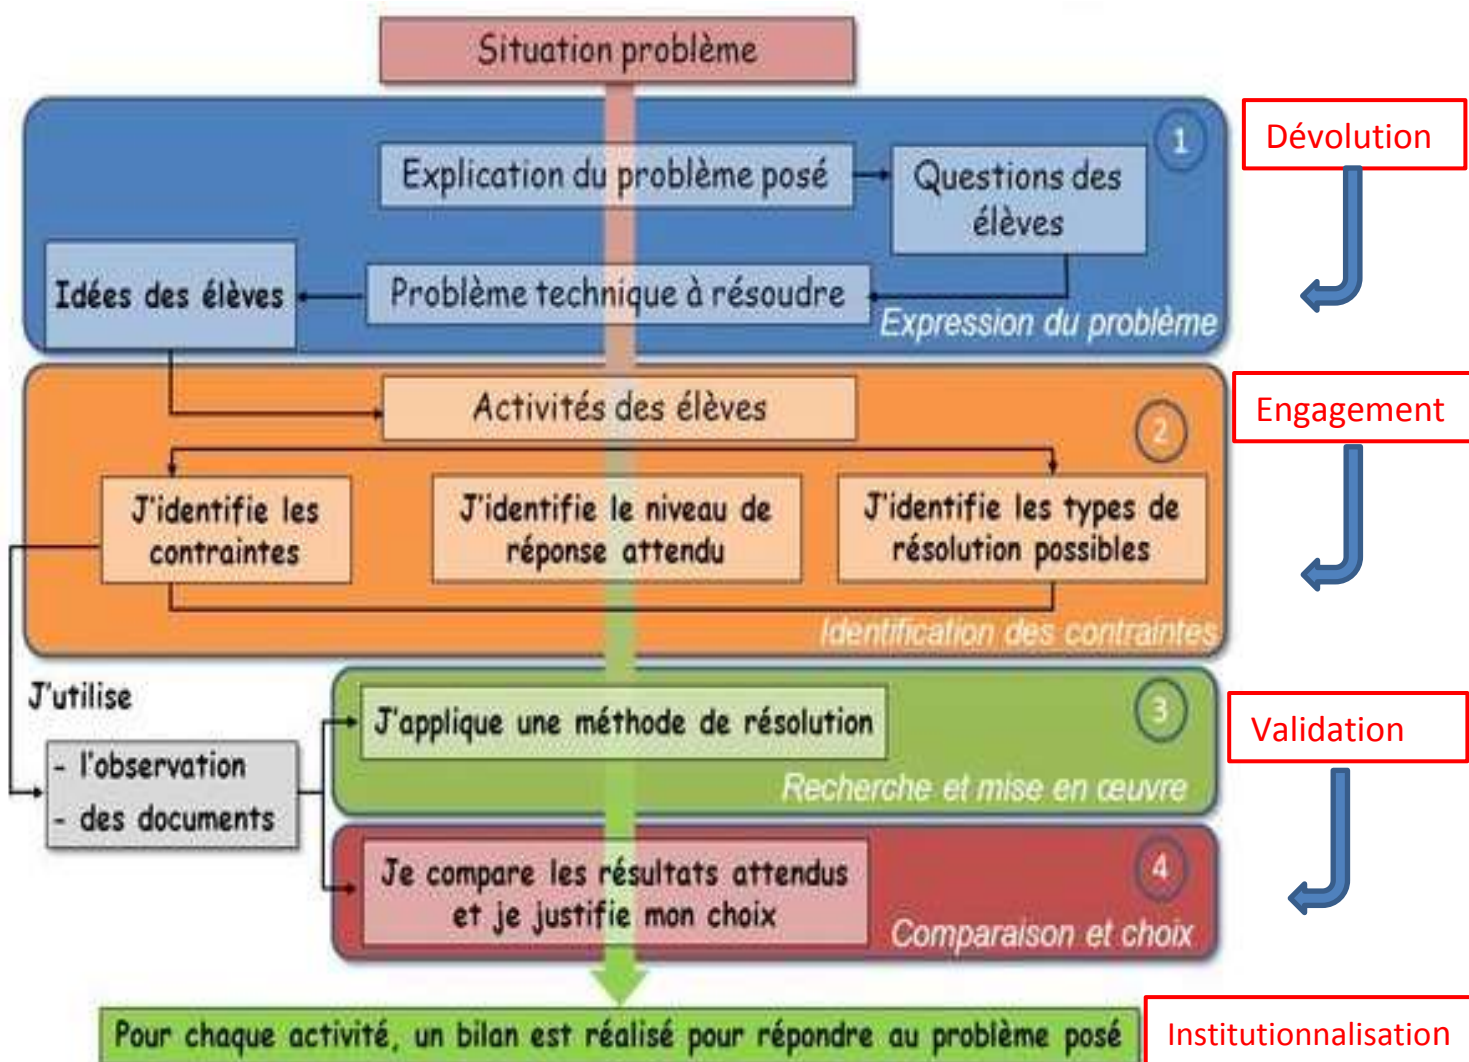 Situation problème
1
Dévolution
Explication du problème posé
Questions des
élèves
Idées des élèves
Problème technique à résoudre
Expression du problème
Activités des élèves
2
Engagement
J'identifie les
contraintes
J'identifie le niveau de
réponse attendu
J'identifie les types de
résolution possibles
Identification des contraintes
J'utilise
- l'observation
- des documents
J'applique une méthode de résolution
3
Validation
Recherche et mise en œuvre
Je compare les résultats attendus
et je justifie mon choix
4
Comparaison et choix
Pour chaque activité, un bilan est réalisé pour répondre au problème posé
Institutionnalisation